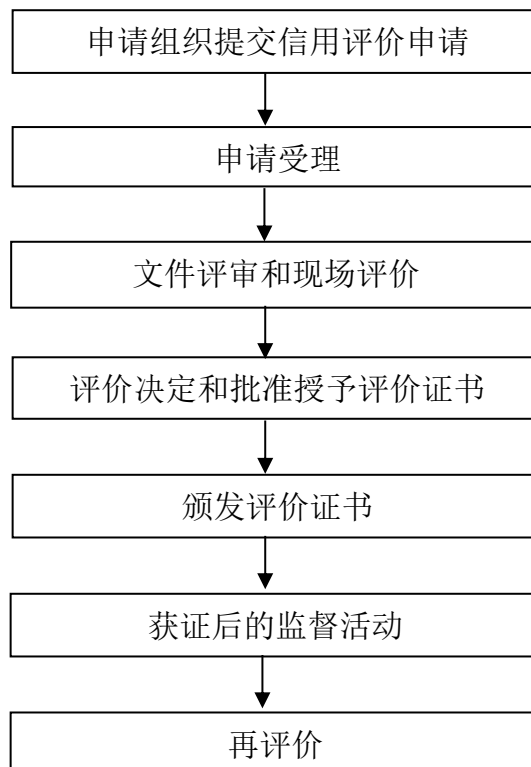 申请组织提交信用评价申请
申请受理
文件评审和现场评价
评价决定和批准授予评价证书
颁发评价证书
获证后的监督活动
再评价